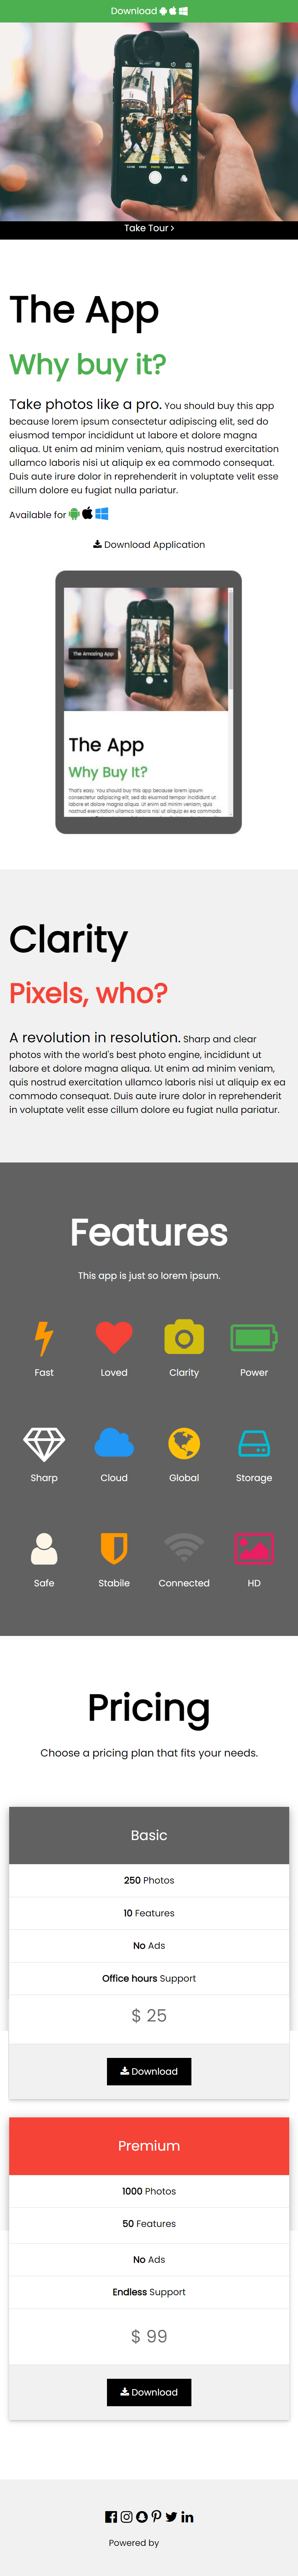 Download
Take Tour >
The App
Why buy it?
Take photos like a pro. You should buy this app
because lorem ipsum consectetur adipiscing elit, sed do
eiusmod tempor incididunt ut labore et dolore magna
aliqua. Ut enim ad minim veniam, quis nostrud exercitation
ullamco laboris nisi ut aliquip ex ea commodo consequat.
Duis aute irure dolor in reprehenderit in voluptate velit esse
cillum dolore eu fugiat nulla pariatur.
Available for
Download Application
The Amazing App
The App
Why Buy It?
That's easy. You should buy this app because lorem ipsum
consectetur adipiscing elit, sed do eiusmod tempor incididunt ut
labore et dolore magna aliqua. Ut enim ad minim veniam, quis
nostrud exercitation ullamco laboris nisi ut aliquip ex ea commodo
Clarity
Pixels, who?
A revolution in resolution. Sharp and clear
photos with the world's best photo engine, incididunt ut
labore et dolore magna aliqua. Ut enim ad minim veniam,
quis nostrud exercitation ullamco laboris nisi ut aliquip ex ea
commodo consequat. Duis aute irure dolor in reprehenderit
in voluptate velit esse cillum dolore eu fugiat nulla pariatur.
Features
This app is just so lorem ipsum.
Fast Loved Clarity Power
Sharp Cloud Global Storage
Safe Stabile Connected HD
Pricing
Choose a pricing plan that fits your needs.
Basic
250 Photos
10 Features
No Ads
Office hours Support
$ 25
Download
Premium
1000 Photos
50 Features
No Ads
Endless Support
$ 99
Download
Powered by